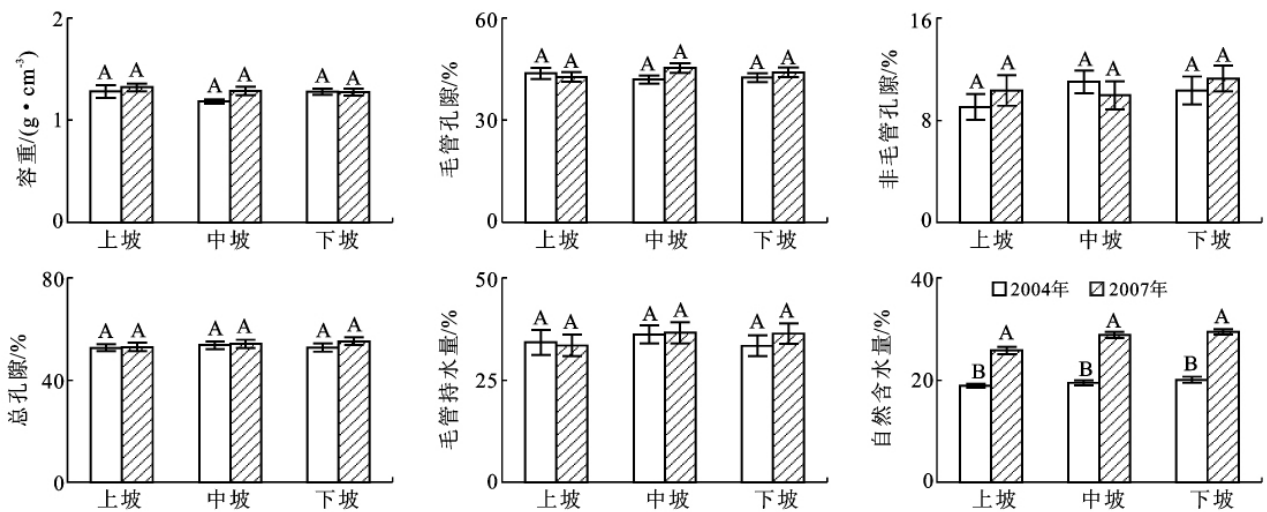 2
1
0
容重/(g·cm⁻³)
A A A A A A
上坡 中坡 下坡
60
30
0
毛管孔隙/%
A A A A A A
上坡 中坡 下坡
16
8
0
非毛管孔隙/%
A A A A A A
上坡 中坡 下坡
80
40
0
总孔隙/%
A A A A A A
上坡 中坡 下坡
50
25
0
毛管持水量/%
A A A A A A
上坡 中坡 下坡
40
20
0
自然含水量/%
2004年 2007年
B A B A B A
上坡 中坡 下坡